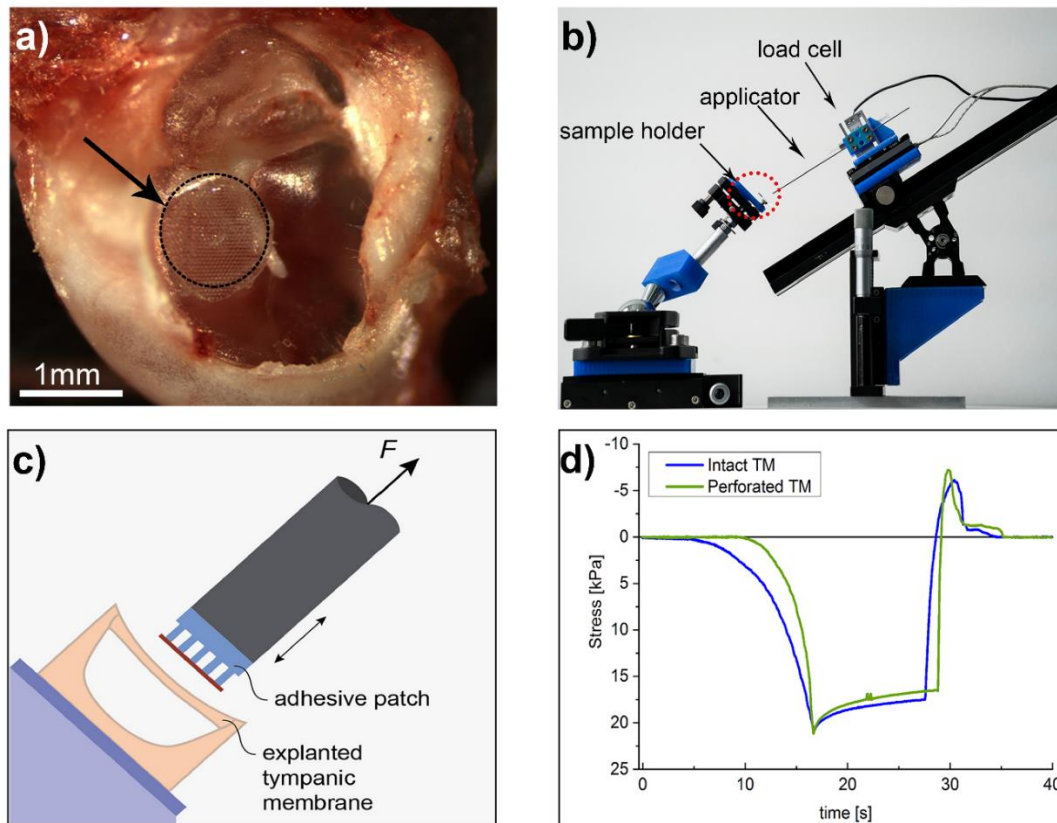 a)
1mm
b)
load cell
applicator
sample holder
c)
F
adhesive patch
explanted
tympanic
membrane
d)
Intact TM
Perforated TM
Stress [kPa]
-10
-5
0
5
10
15
20
25
0
10
20
30
40
time [s]